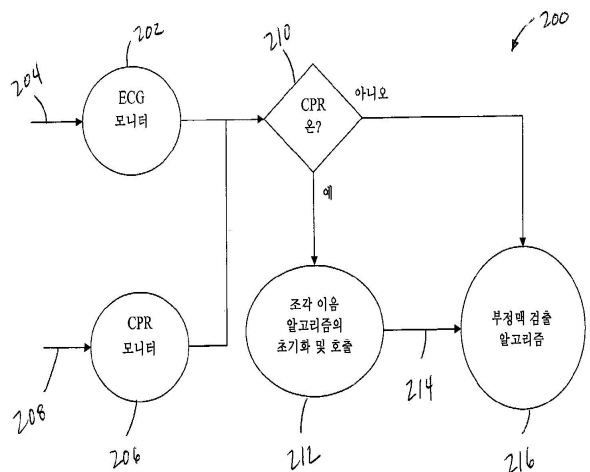 200
202
210
204
ECG
모니터
CPR
온?
아니오
예
CPR
모니터
조각 이음
알고리즘의
초기화 및 호출
부정맥 검출
알고리즘
208
206
212
214
216